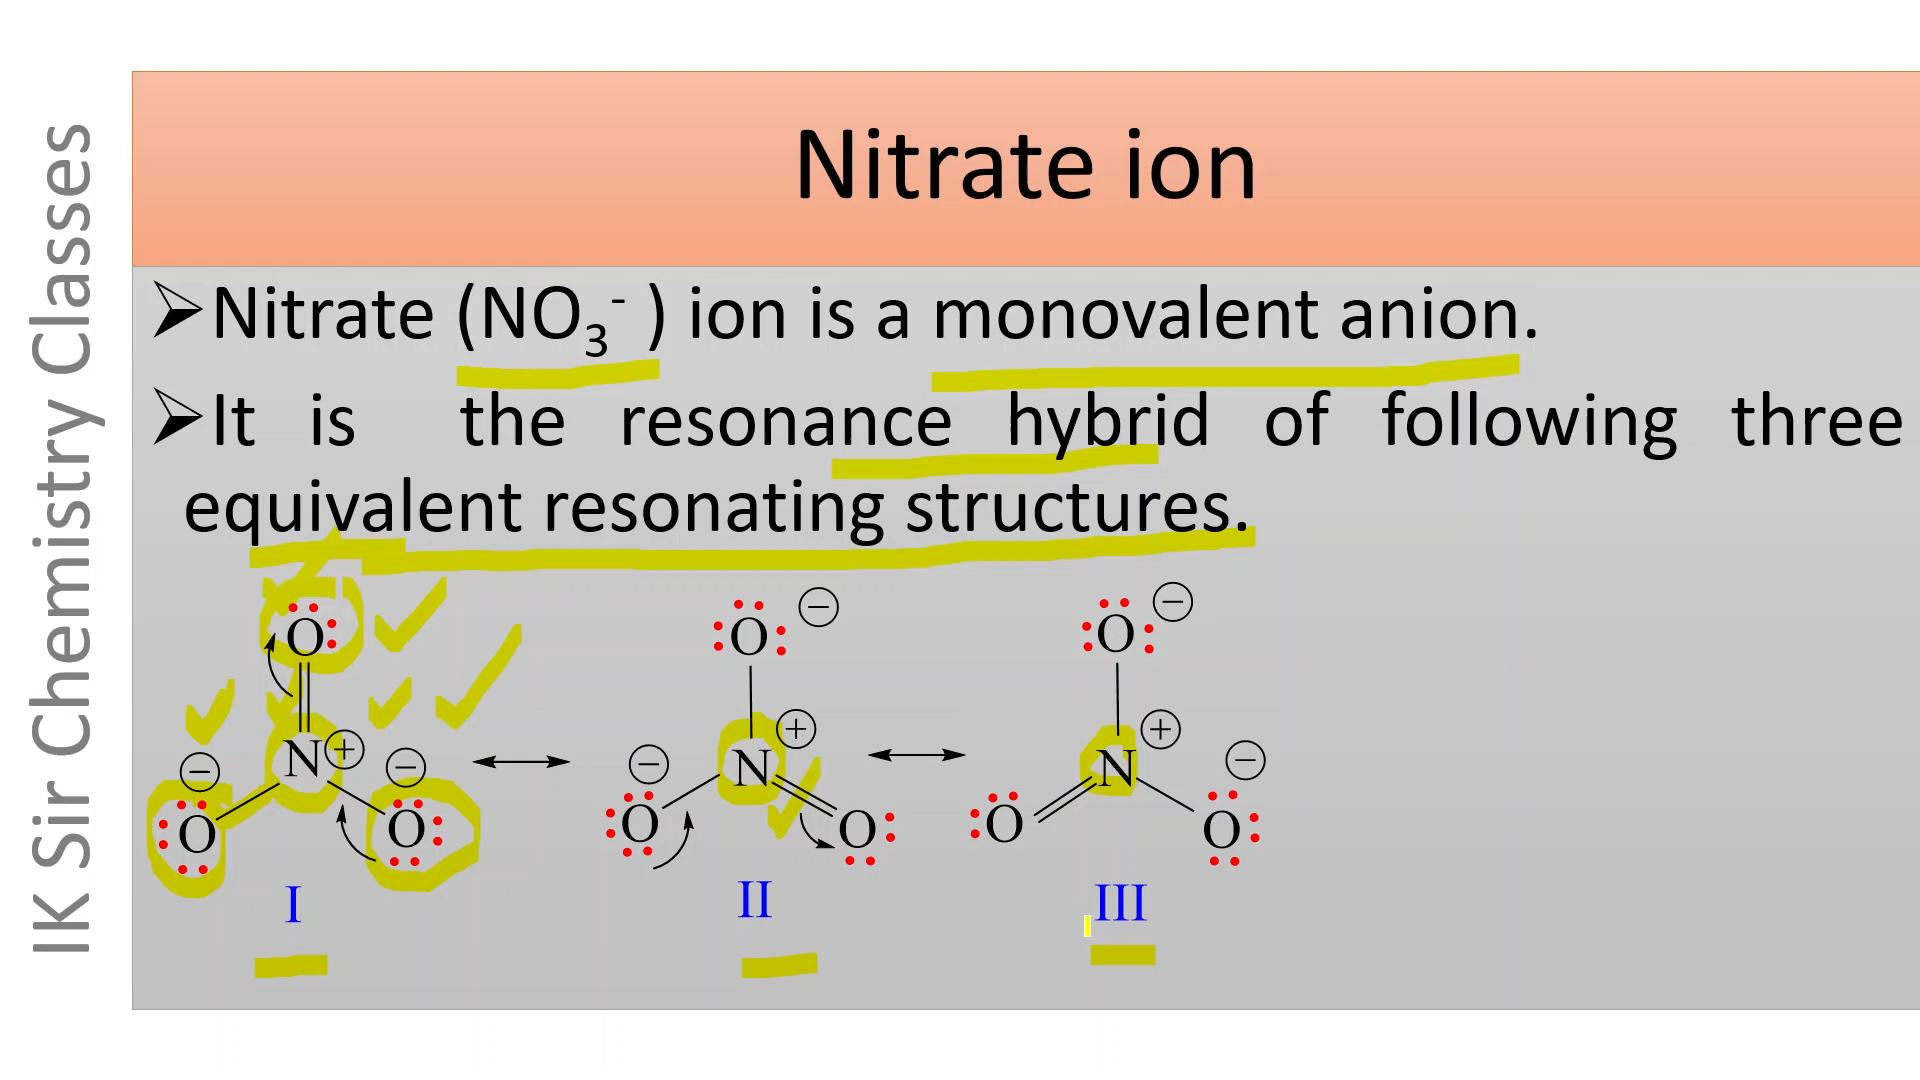 IK Sir Chemistry Classes
Nitrate ion
➢Nitrate (NO₃⁻ ) ion is a monovalent anion.
➢It is the resonance hybrid of following three
equivalent resonating structures.
O O ⊖ O ⊖
N ⊕ N ⊕ N ⊕
⊖ ⊖ ⊖ ⊖
O O O O O O
I II III